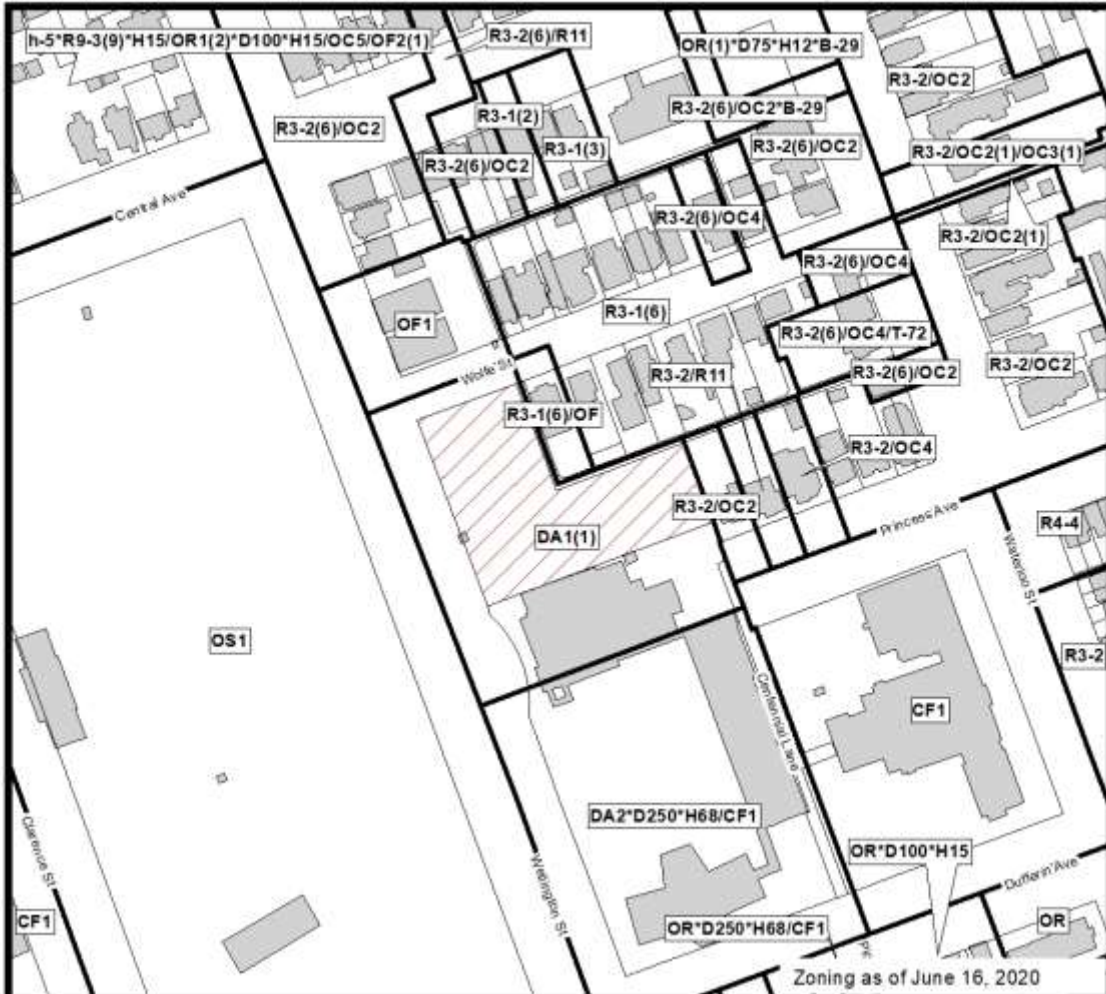 h-5*R9-3(9)*H15/OR1(2)*D100*H15/OC5/OF2(1)
R3-2(6)/R11
OR(1)*D75*H12*B-29
R3-2/OC2
R3-2(6)/OC2*B-29
R3-1(2)
R3-2(6)/OC2
R3-1(3)
R3-2(6)/OC2
R3-2/OC2(1)/OC3(1)
R3-2(6)/OC2
Central Ave
R3-2(6)/OC4
R3-2/OC2(1)
R3-2(6)/OC4
OF1
R3-1(6)
R3-2(6)/OC4/T-72
Wolfe St
R3-2/R11
R3-2(6)/OC2
R3-2/OC2
R3-1(6)/OF
R3-2/OC4
R3-2/OC2
Princess Ave
R4-4
DA1(1)
Waterloo St
OS1
R3-2
Centennial Lane
CF1
DA2*D250*H68/CF1
OR*D100*H15
Clarence St
Wellington St
Dufferin Ave
CF1
OR*D250*H68/CF1
OR
Zoning as of June 16, 2020